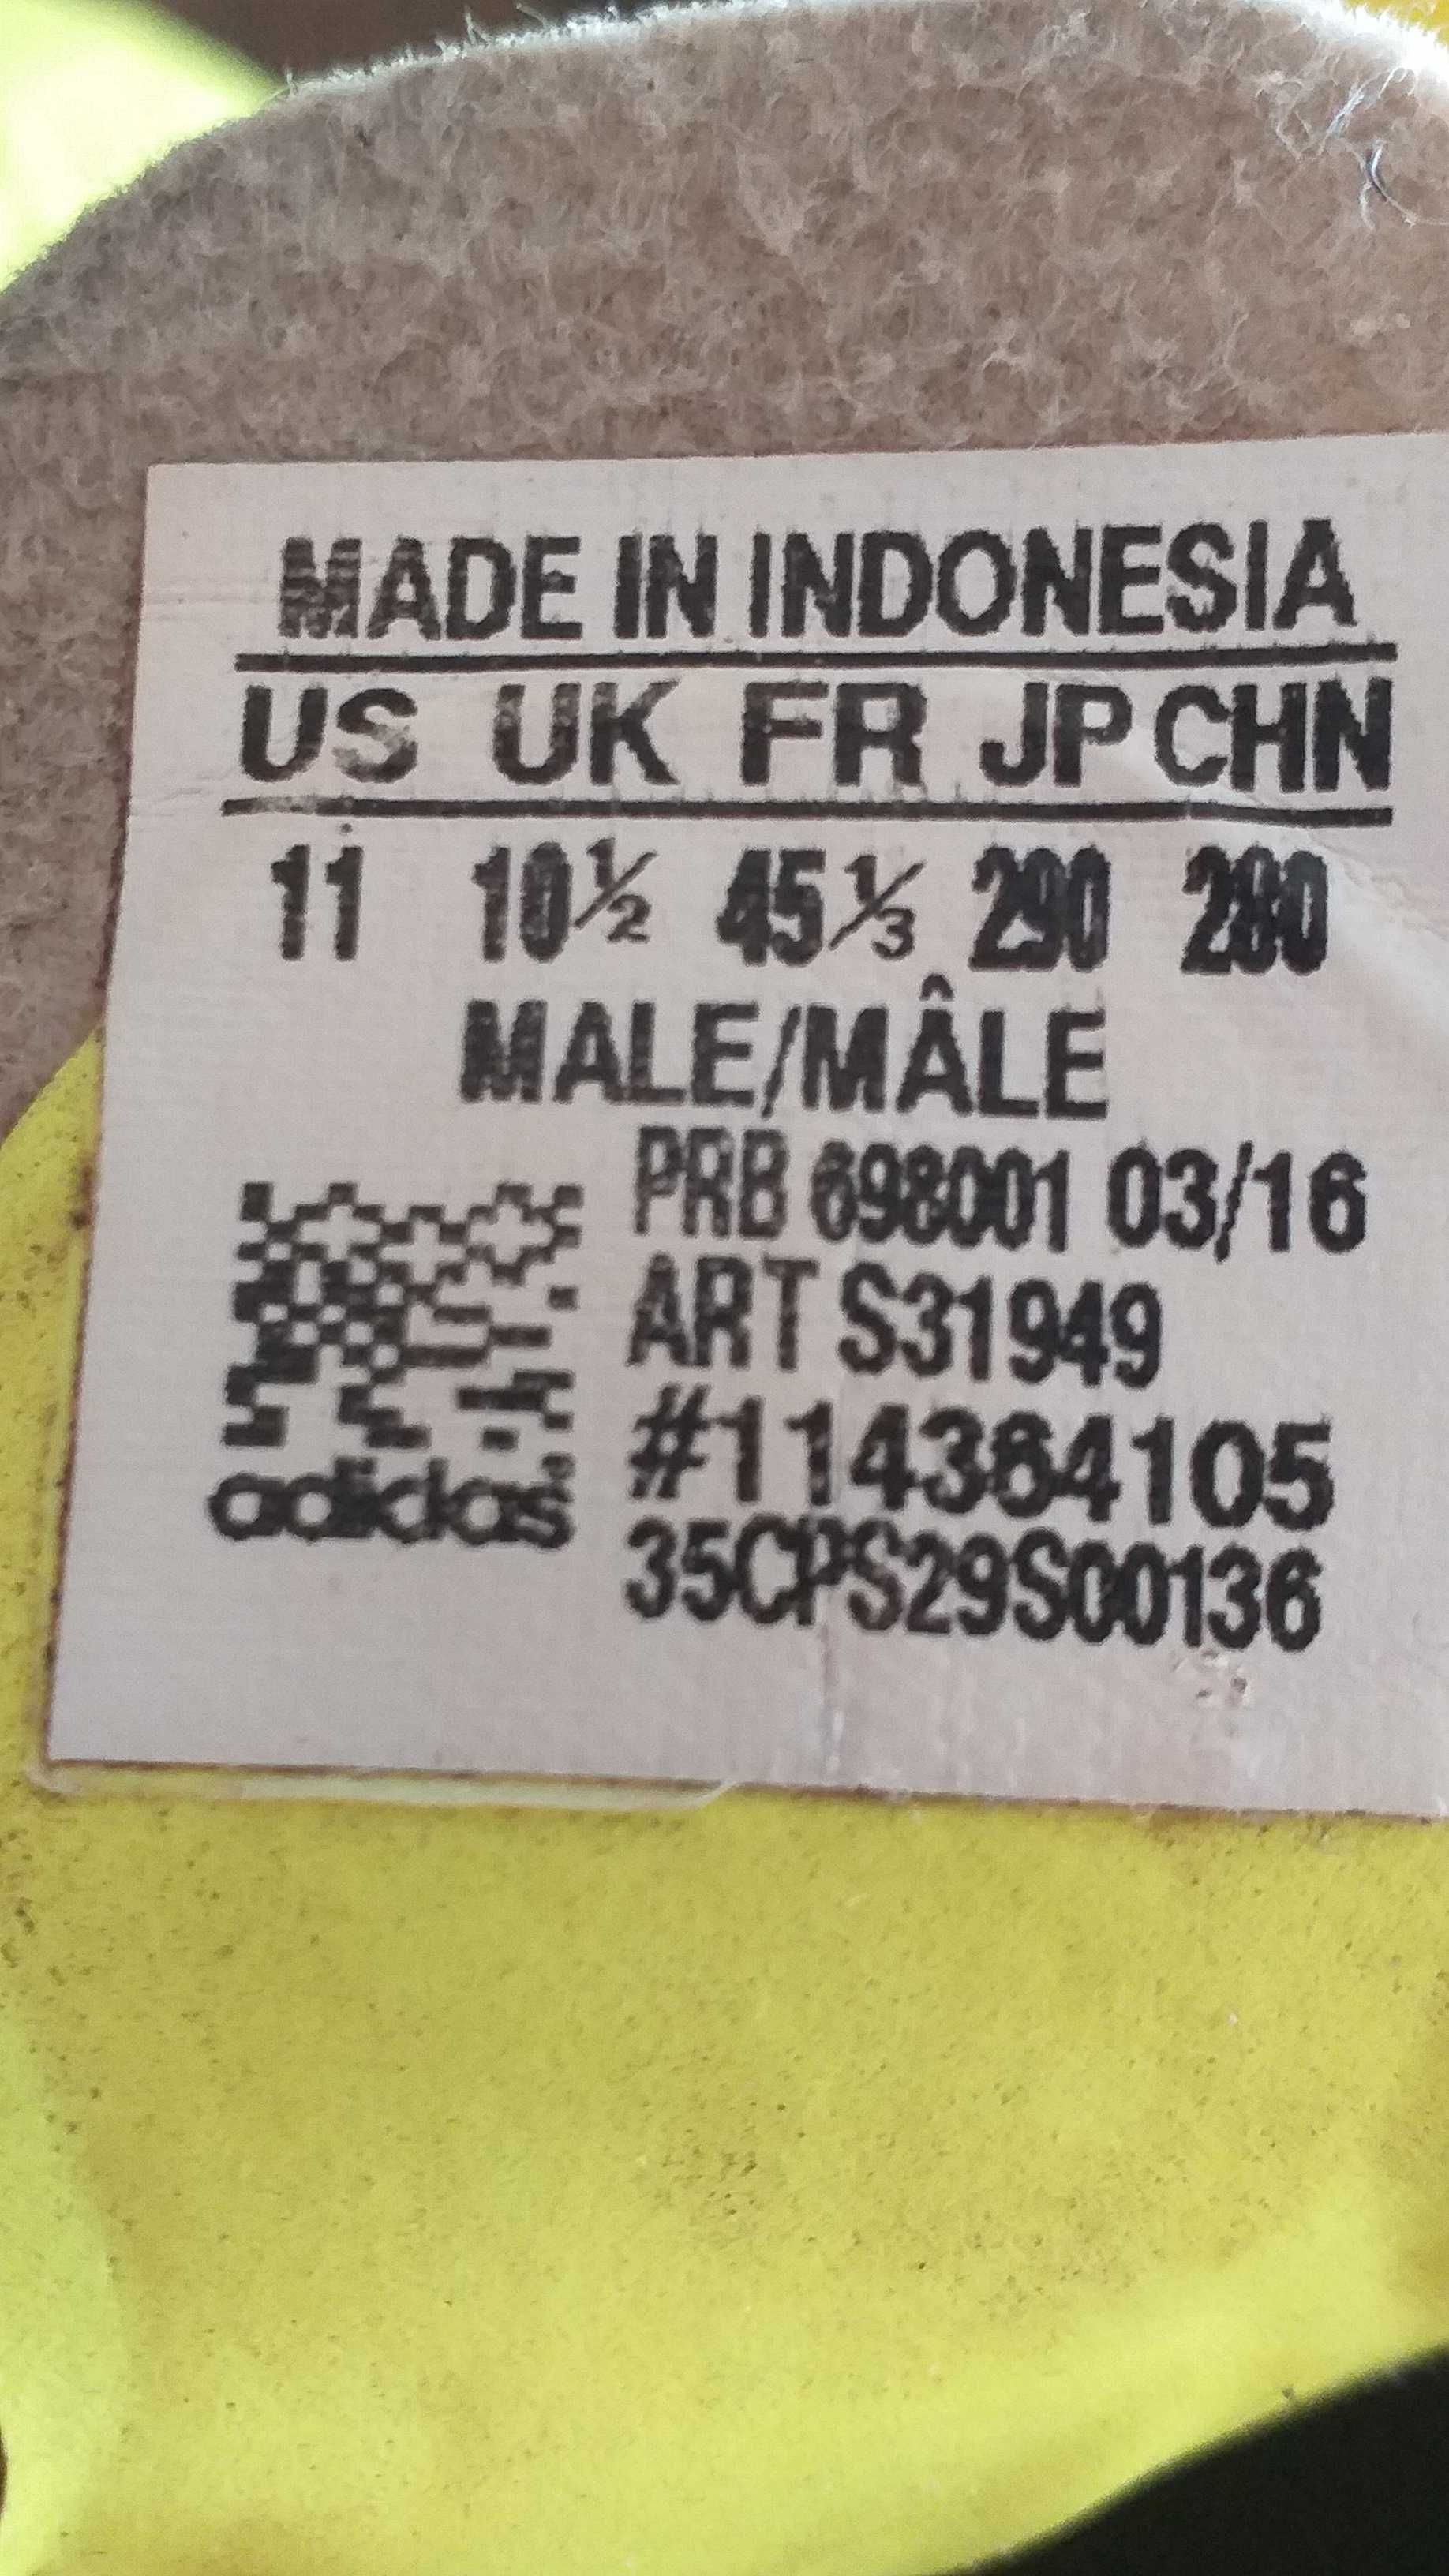 MADE IN INDONESIA
US UK FR JP CHN
11 10½ 45⅓ 290 280
MALE/MÂLE
PRB 698001 03/16
ART S31949
#114364105
35CPS29S00136
adidas